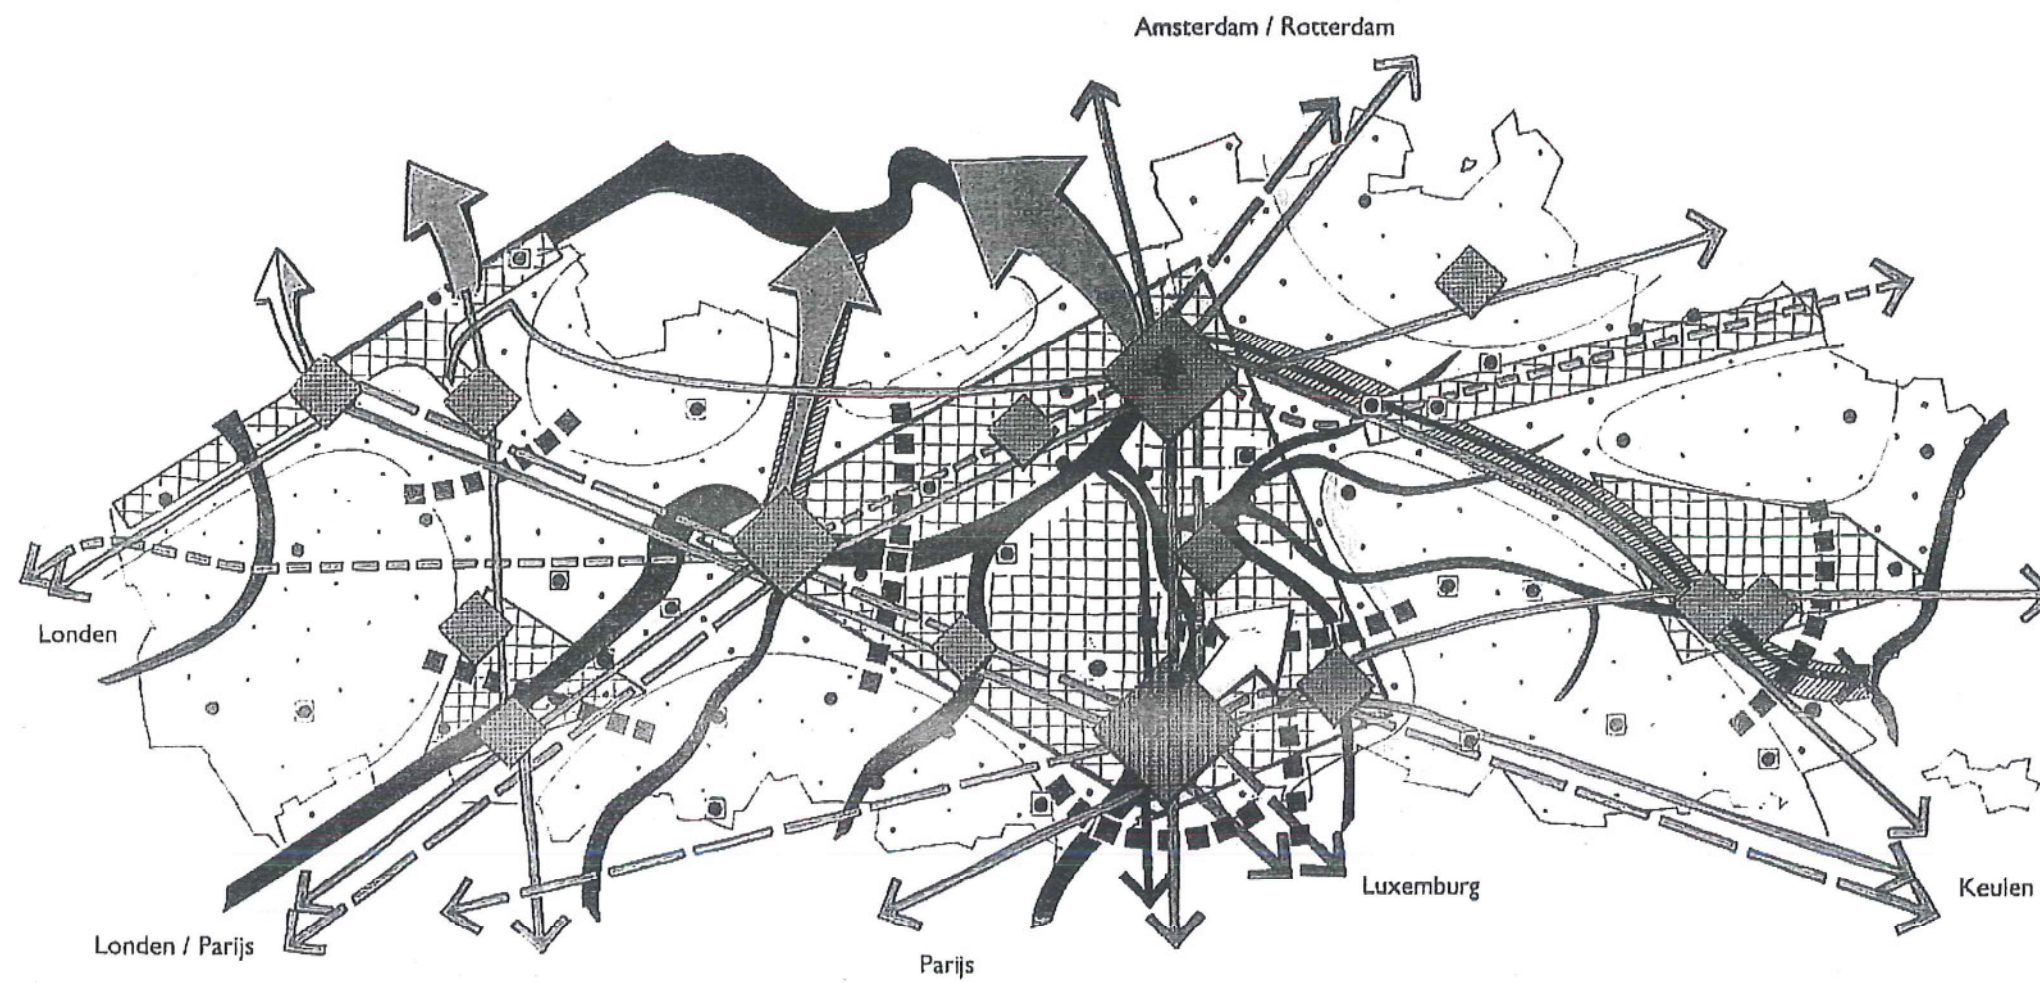 Amsterdam / Rotterdam
Londen
Luxemburg
Keulen
Londen / Parijs
Parijs